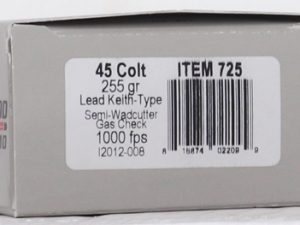 45 Colt
255 gr
Lead Keith-Type
Semi-Wadcutter
Gas Check
1000 fps
I2012-008
ITEM 725